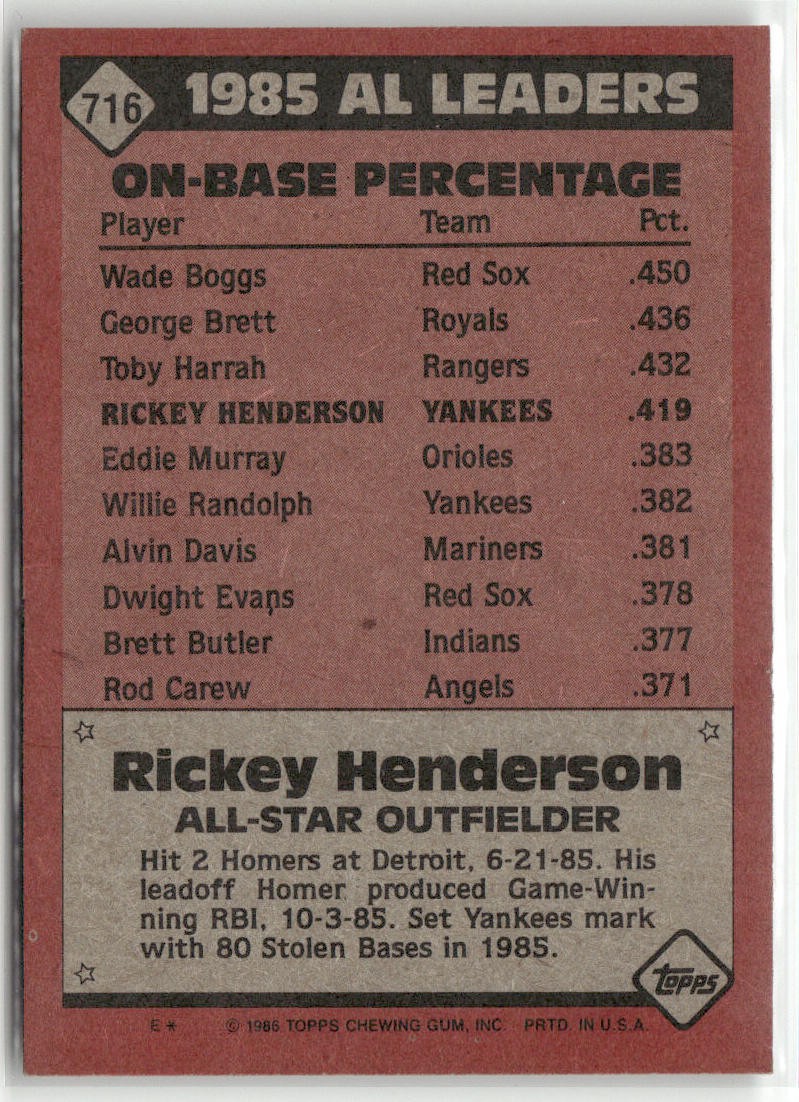 716 1985 AL LEADERS
ON-BASE PERCENTAGE
Player Team Pct.
Wade Boggs Red Sox .450
George Brett Royals .436
Toby Harrah Rangers .432
RICKEY HENDERSON YANKEES .419
Eddie Murray Orioles .383
Willie Randolph Yankees .382
Alvin Davis Mariners .381
Dwight Evans Red Sox .378
Brett Butler Indians .377
Rod Carew Angels .371
Rickey Henderson
ALL-STAR OUTFIELDER
Hit 2 Homers at Detroit, 6-21-85. His
leadoff Homer produced Game-Win-
ning RBI, 10-3-85. Set Yankees mark
with 80 Stolen Bases in 1985.
topps
E* © 1986 TOPPS CHEWING GUM, INC. PRTD. IN U.S.A.